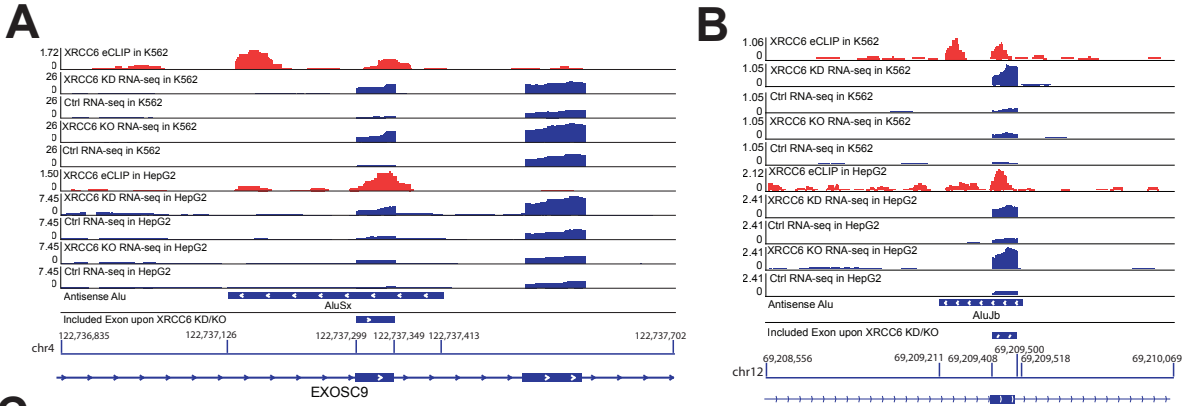 A
1.72 XRCC6 eCLIP in K562
0
26 XRCC6 KD RNA-seq in K562
0
26 Ctrl RNA-seq in K562
0
26 XRCC6 KO RNA-seq in K562
0
26 Ctrl RNA-seq in K562
0
1.50 XRCC6 eCLIP in HepG2
0
7.45 XRCC6 KD RNA-seq in HepG2
0
7.45 Ctrl RNA-seq in HepG2
0
7.45 XRCC6 KO RNA-seq in HepG2
0
7.45 Ctrl RNA-seq in HepG2
0
Antisense Alu
AluSx
Included Exon upon XRCC6 KD/KO
122,736,835 122,737,126 122,737,299 122,737,349 122,737,413 122,737,702
chr4
EXOSC9
B
1.06 XRCC6 eCLIP in K562
0
1.05 XRCC6 KD RNA-seq in K562
0
1.05 Ctrl RNA-seq in K562
0
1.05 XRCC6 KO RNA-seq in K562
0
1.05 Ctrl RNA-seq in K562
0
2.12 XRCC6 eCLIP in HepG2
0
2.41 XRCC6 KD RNA-seq in HepG2
0
2.41 Ctrl RNA-seq in HepG2
0
2.41 XRCC6 KO RNA-seq in HepG2
0
2.41 Ctrl RNA-seq in HepG2
0
Antisense Alu
AluJb
Included Exon upon XRCC6 KD/KO
69,209,500
69,208,556 69,209,211 69,209,408 69,209,518 69,210,069
chr12